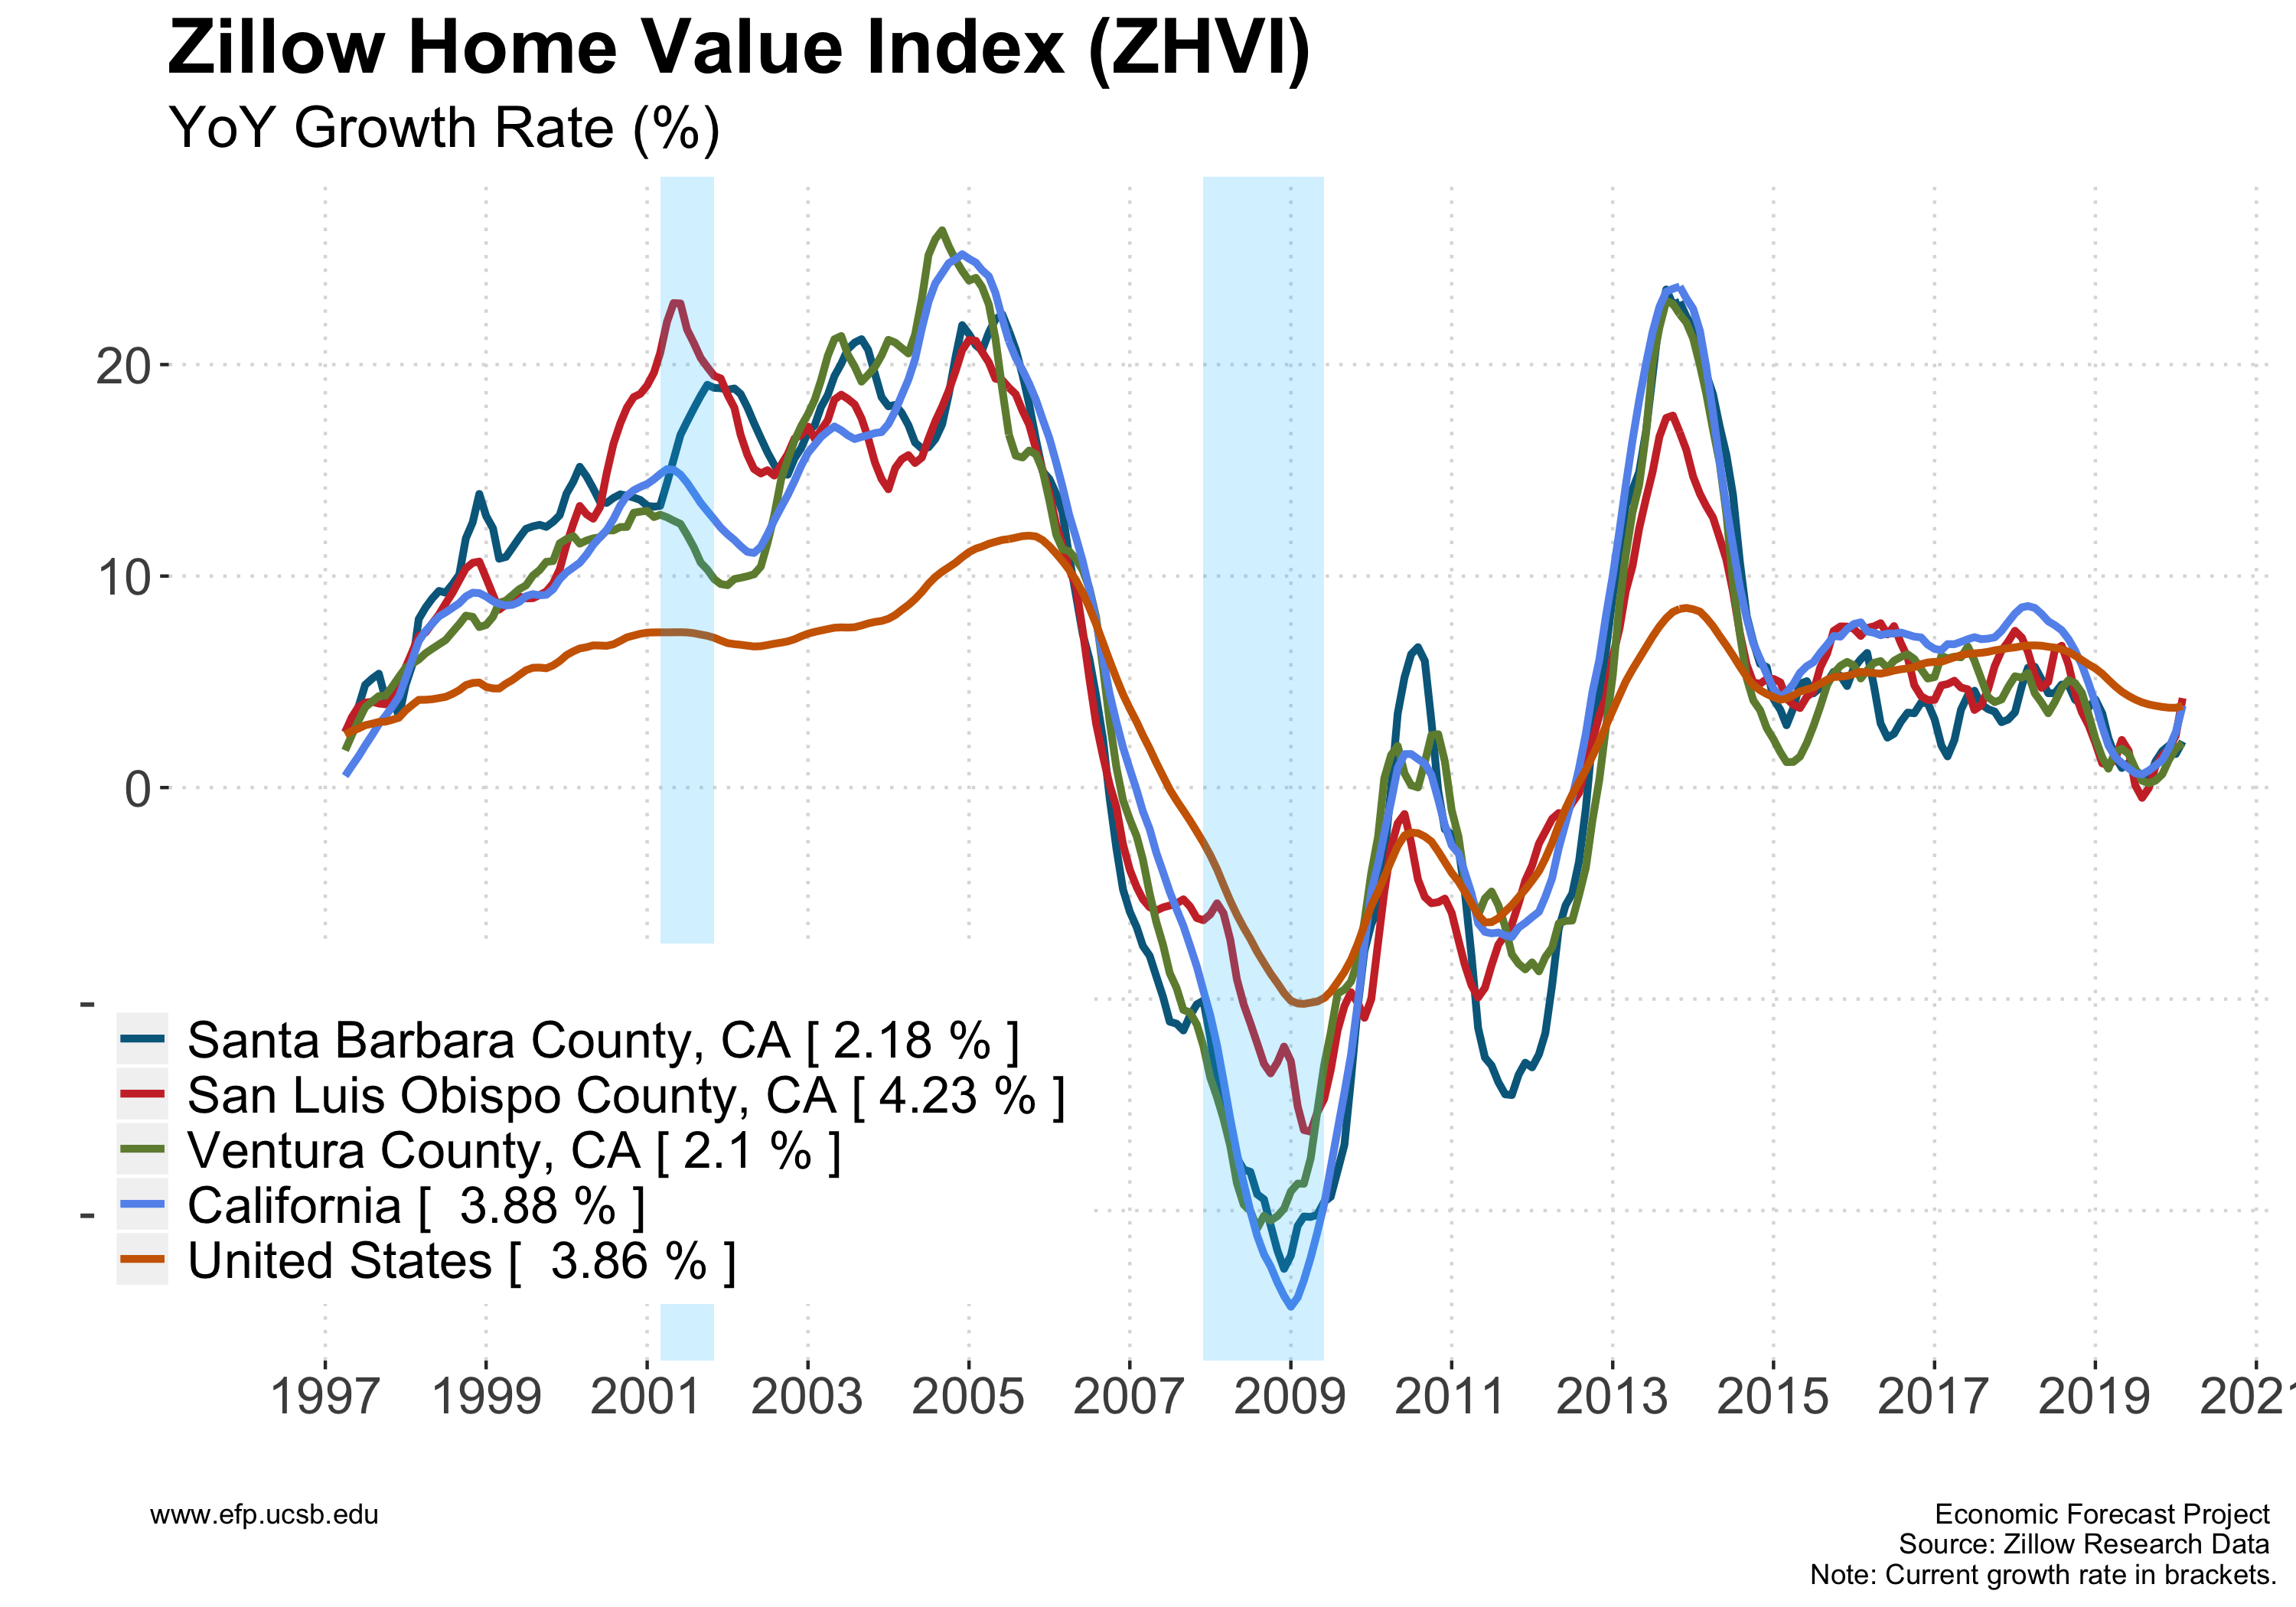 Zillow Home Value Index (ZHVI)
YoY Growth Rate (%)
20
10
0
-
-
Santa Barbara County, CA [ 2.18 % ]
San Luis Obispo County, CA [ 4.23 % ]
Ventura County, CA [ 2.1 % ]
California [ 3.88 % ]
United States [ 3.86 % ]
1997 1999 2001 2003 2005 2007 2009 2011 2013 2015 2017 2019 2021
www.efp.ucsb.edu
Economic Forecast Project
Source: Zillow Research Data
Note: Current growth rate in brackets.